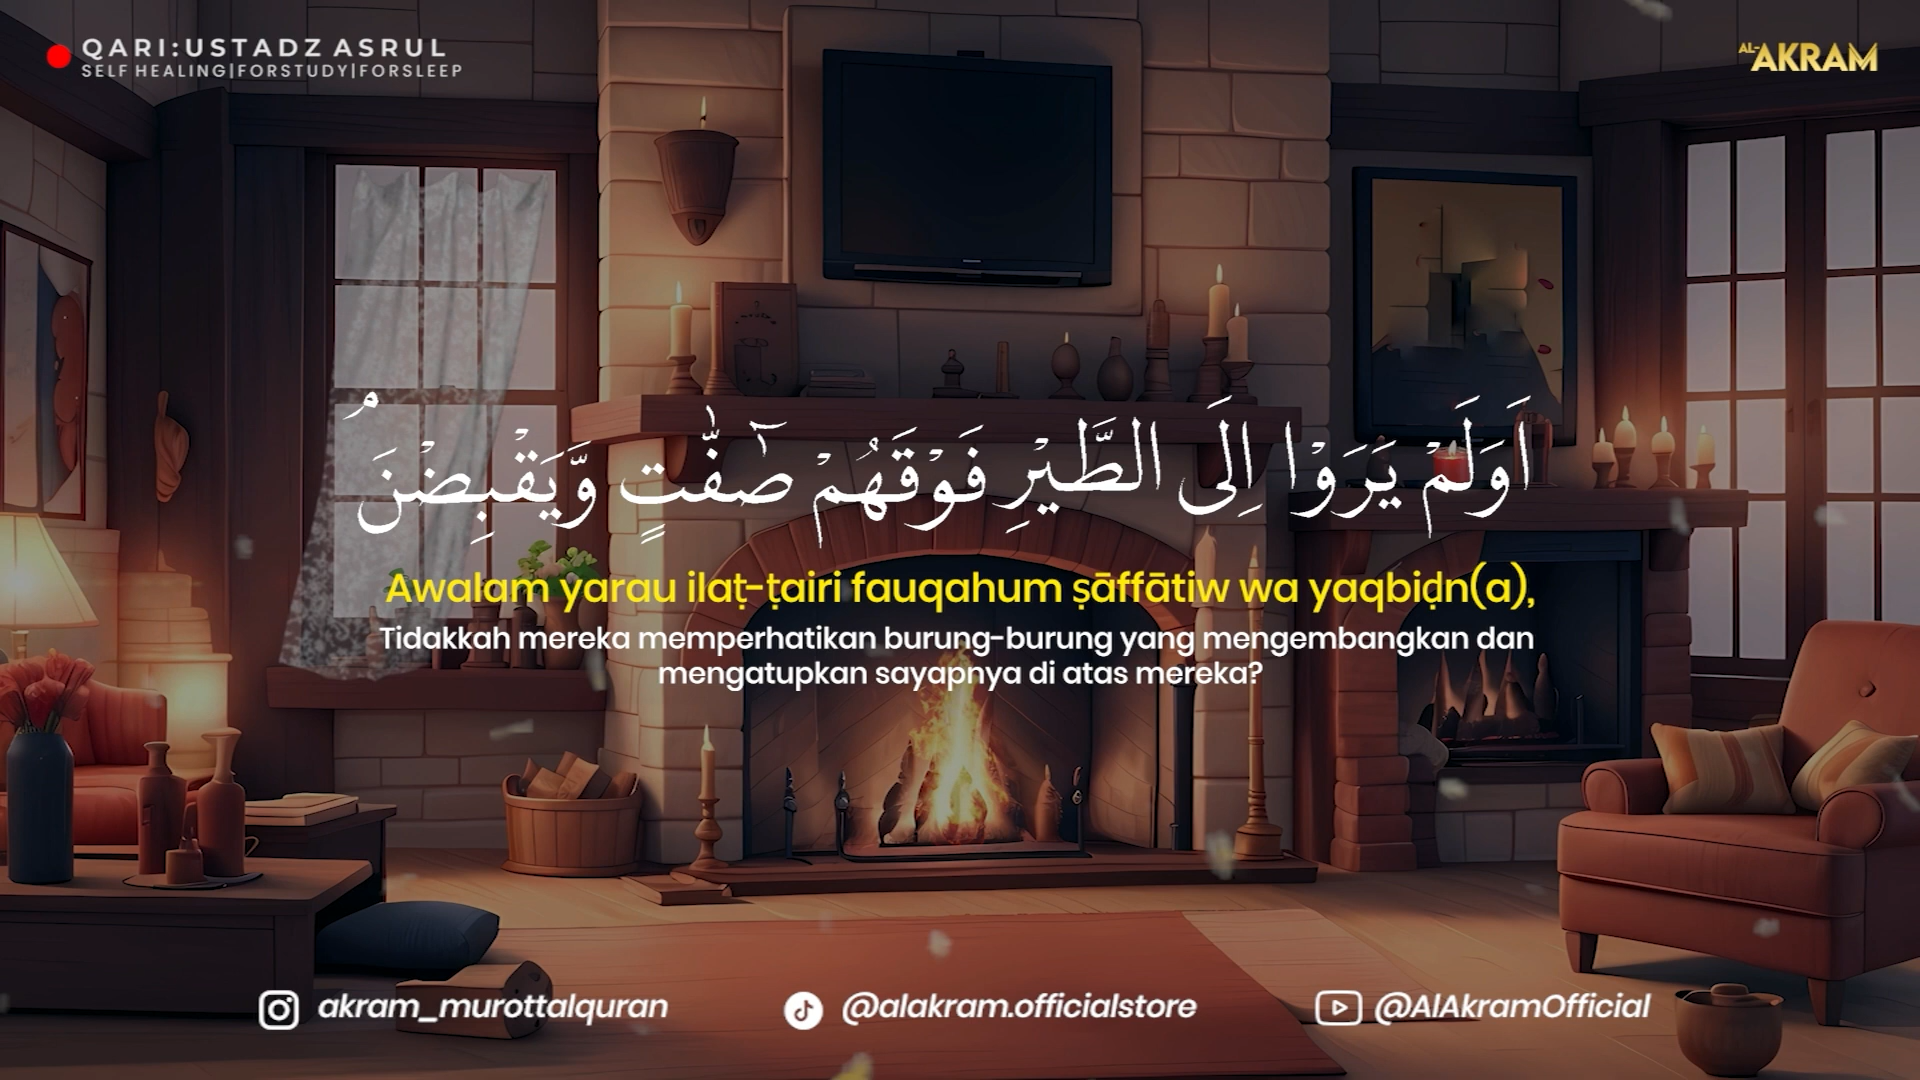 QARI:USTADZ ASRUL
SELF HEALING|FORSTUDY|FORSLEEP
AL-AKRAM
اَوَلَمْ يَرَوْا اِلَى الطَّيْرِ فَوْقَهُمْ صٰۤفّٰتٍ وَّيَقْبِضْنَۘ
Awalam yarau ilaṭ-ṭairi fauqahum ṣāffātiw wa yaqbiḍn(a),
Tidakkah mereka memperhatikan burung-burung yang mengembangkan dan
mengatupkan sayapnya di atas mereka?
akram_murottalquran
@alakram.officialstore
@AlAkramOfficial